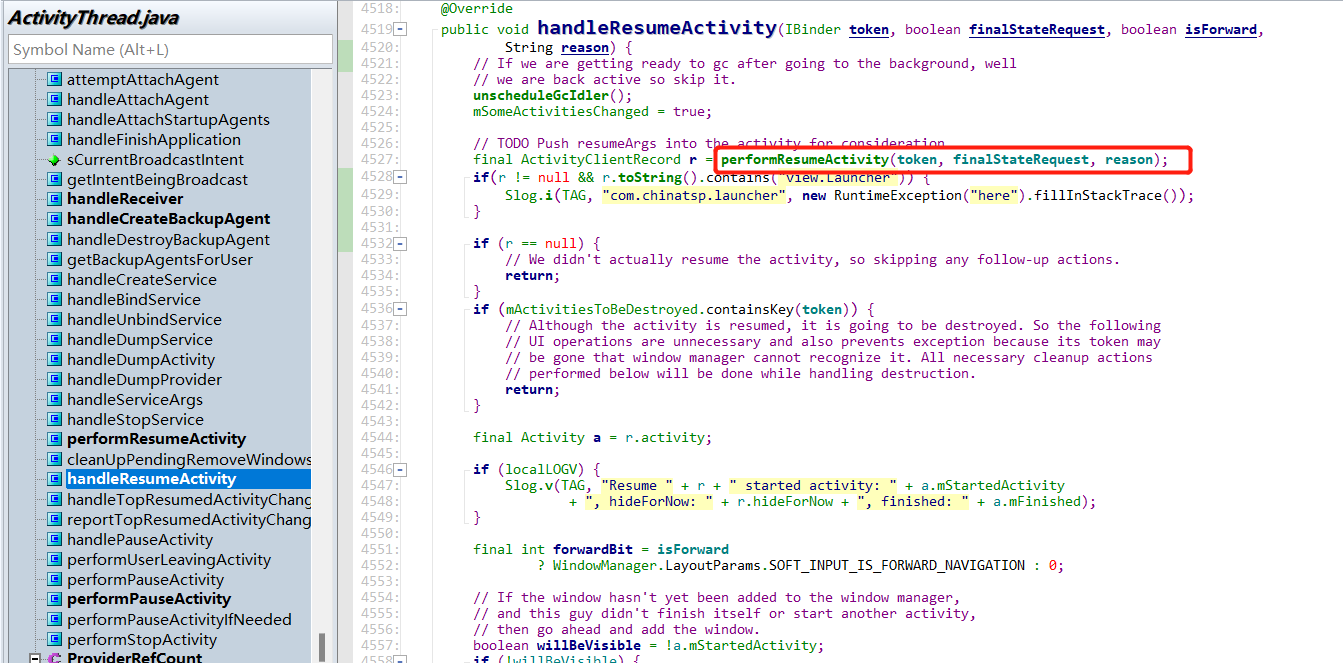 ActivityThread.java
Symbol Name (Alt+L)
attemptAttachAgent
handleAttachAgent
handleAttachStartupAgents
handleFinishApplication
sCurrentBroadcastIntent
getIntentBeingBroadcast
handleReceiver
handleCreateBackupAgent
handleDestroyBackupAgent
getBackupAgentsForUser
handleCreateService
handleBindService
handleUnbindService
handleDumpService
handleDumpActivity
handleDumpProvider
handleServiceArgs
handleStopService
performResumeActivity
cleanUpPendingRemoveWindows
handleResumeActivity
handleTopResumedActivityChang
reportTopResumedActivityChang
handlePauseActivity
performUserLeavingActivity
performPauseActivity
performPauseActivity
performPauseActivityIfNeeded
performStopActivity
ProviderRefCount
4518: @Override
4519: public void handleResumeActivity(IBinder token, boolean finalStateRequest, boolean isForward,
4520: String reason) {
4521: // If we are getting ready to gc after going to the background, well
4522: // we are back active so skip it.
4523: unscheduleGcIdler();
4524: mSomeActivitiesChanged = true;
4525:
4526: // TODO Push resumeArgs into the activity for consideration
4527: final ActivityClientRecord r = performResumeActivity(token, finalStateRequest, reason);
4528: if(r != null && r.toString().contains("view.Launcher")) {
4529: Slog.i(TAG, "com.chinatsp.launcher", new RuntimeException("here").fillInStackTrace());
4530: }
4531:
4532: if (r == null) {
4533: // We didn't actually resume the activity, so skipping any follow-up actions.
4534: return;
4535: }
4536: if (mActivitiesToBeDestroyed.containsKey(token)) {
4537: // Although the activity is resumed, it is going to be destroyed. So the following
4538: // UI operations are unnecessary and also prevents exception because its token may
4539: // be gone that window manager cannot recognize it. All necessary cleanup actions
4540: // performed below will be done while handling destruction.
4541: return;
4542: }
4543:
4544: final Activity a = r.activity;
4545:
4546: if (localLOGV) {
4547: Slog.v(TAG, "Resume " + r + " started activity: " + a.mStartedActivity
4548: + ", hideForNow: " + r.hideForNow + ", finished: " + a.mFinished);
4549: }
4550:
4551: final int forwardBit = isForward
4552: ? WindowManager.LayoutParams.SOFT_INPUT_IS_FORWARD_NAVIGATION : 0;
4553:
4554: // If the window hasn't yet been added to the window manager,
4555: // and this guy didn't finish itself or start another activity,
4556: // then go ahead and add the window.
4557: boolean willBeVisible = !a.mStartedActivity;
4558: if (!willBeVisible) {